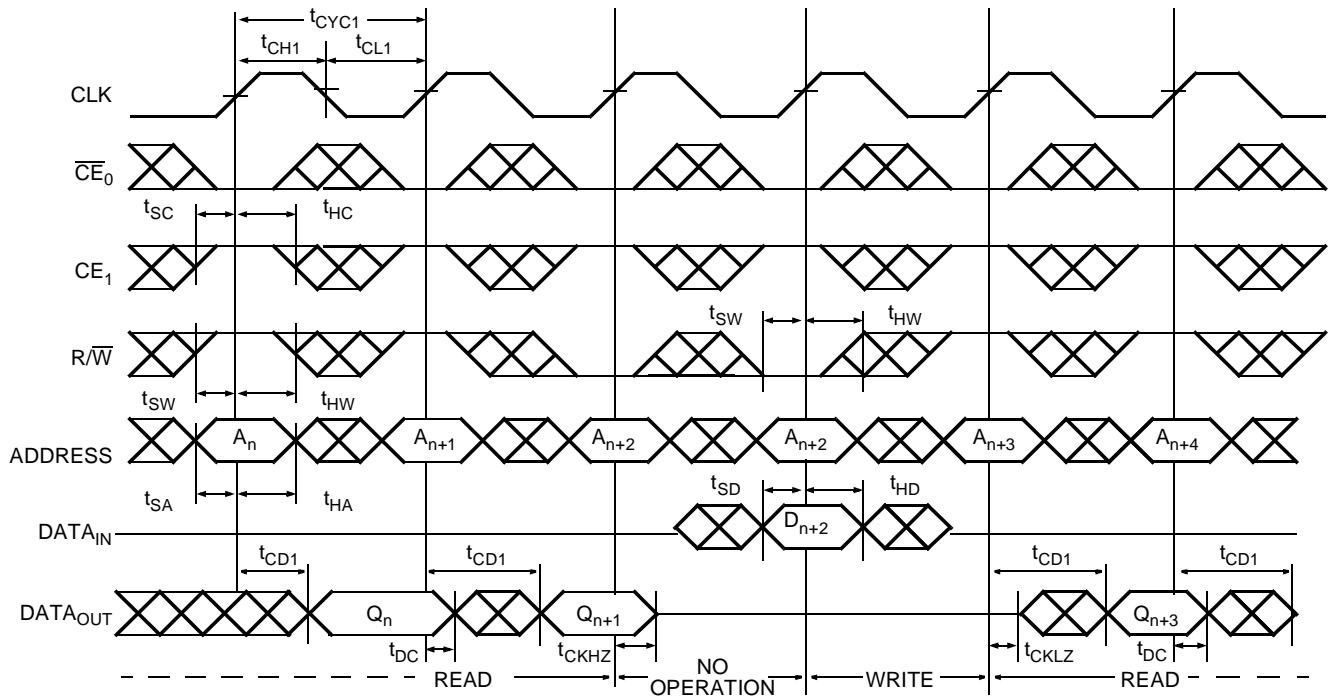 tCYC1
tCH1 tCL1
CLK
CE0
tSC tHC
CE1
tSW tHW
R/W
tSW tHW
An An+1 An+2 An+2 An+3 An+4
ADDRESS
tSA tHA tSD tHD
DATAIN Dn+2
tCD1 tCD1 tCD1 tCD1
DATAOUT Qn Qn+1 Qn+3
tDC tCKHZ tCKLZ tDC
READ NO OPERATION WRITE READ